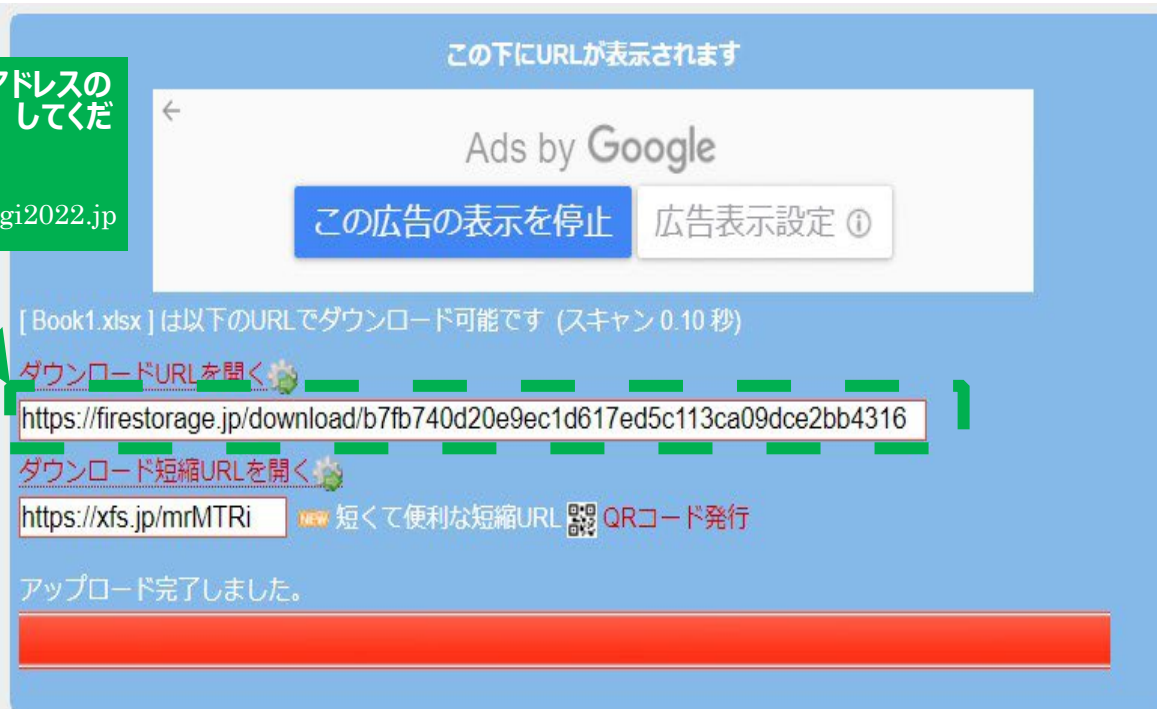 この下にURLが表示されます
アドレスの
してくだ
gi2022.jp
Ads by Google
この広告の表示を停止
広告表示設定
[ Book1.xlsx ] は以下のURLでダウンロード可能です (スキャン 0.10 秒)
ダウンロードURLを開く
https://firestorage.jp/download/b7fb740d20e9ec1d617ed5c113ca09dce2bb4316
ダウンロード短縮URLを開く
https://xfs.jp/mrMTRi NEW 短くて便利な短縮URL QRコード発行
アップロード完了しました。